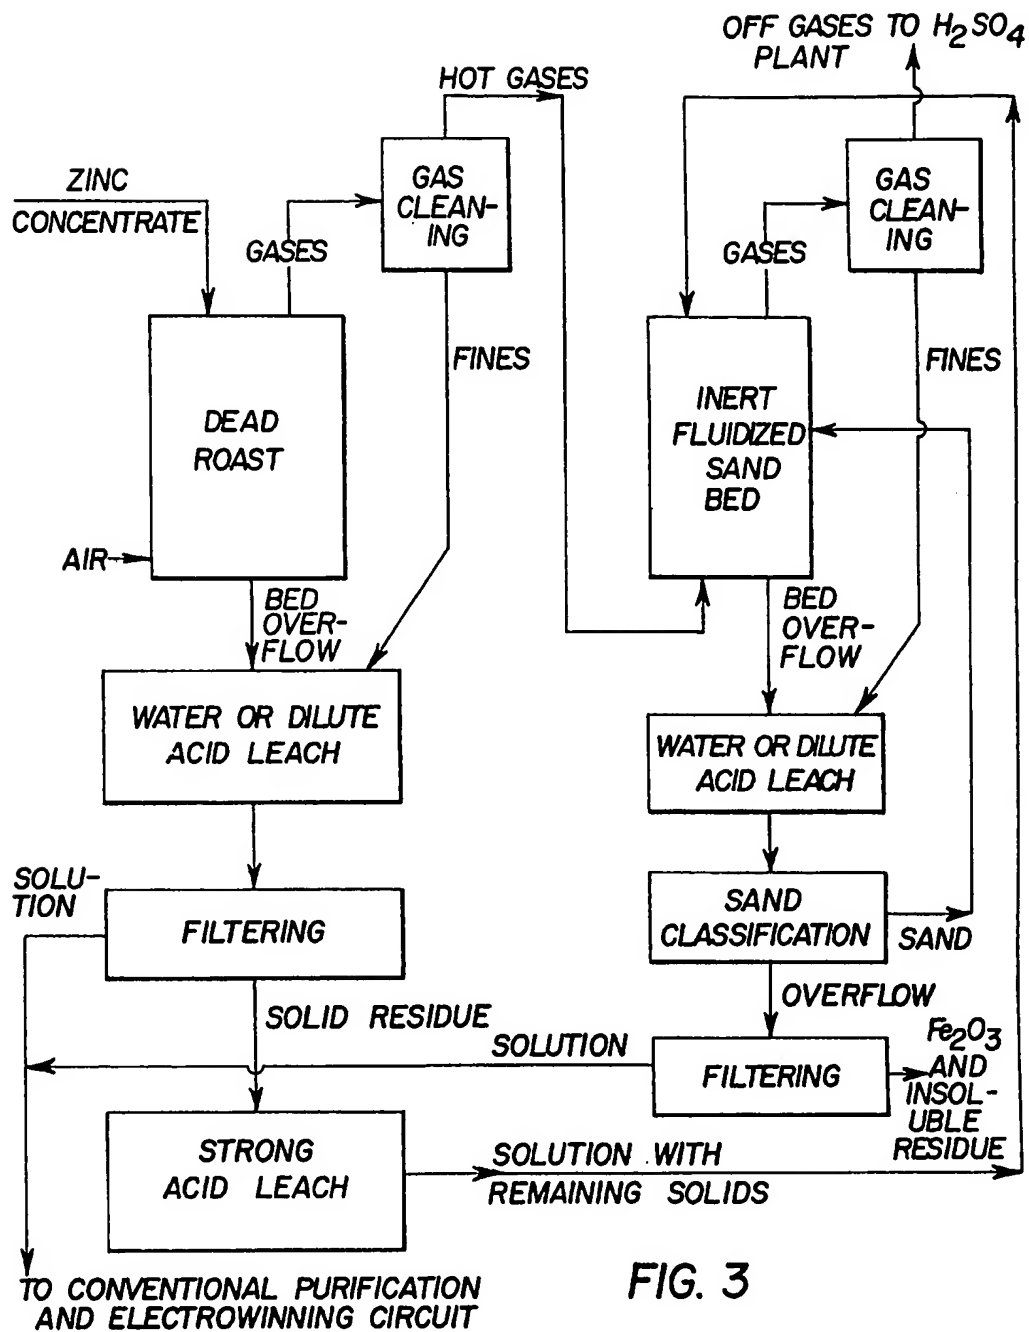 OFF GASES TO H2SO4
PLANT
HOT GASES
ZINC
CONCENTRATE
GASES
GAS
CLEAN-
ING
GASES
GAS
CLEAN-
ING
FINES
FINES
DEAD
ROAST
INERT
FLUIDIZED
SAND
BED
AIR
BED
OVER-
FLOW
BED
OVER-
FLOW
WATER OR DILUTE
ACID LEACH
WATER OR DILUTE
ACID LEACH
SOLU-
TION
FILTERING
SAND
CLASSIFICATION
SAND
OVERFLOW
SOLID RESIDUE
SOLUTION
FILTERING
Fe2O3
AND
INSOL-
UBLE
RESIDUE
STRONG
ACID LEACH
SOLUTION WITH
REMAINING SOLIDS
TO CONVENTIONAL PURIFICATION
AND ELECTROWINNING CIRCUIT
FIG. 3